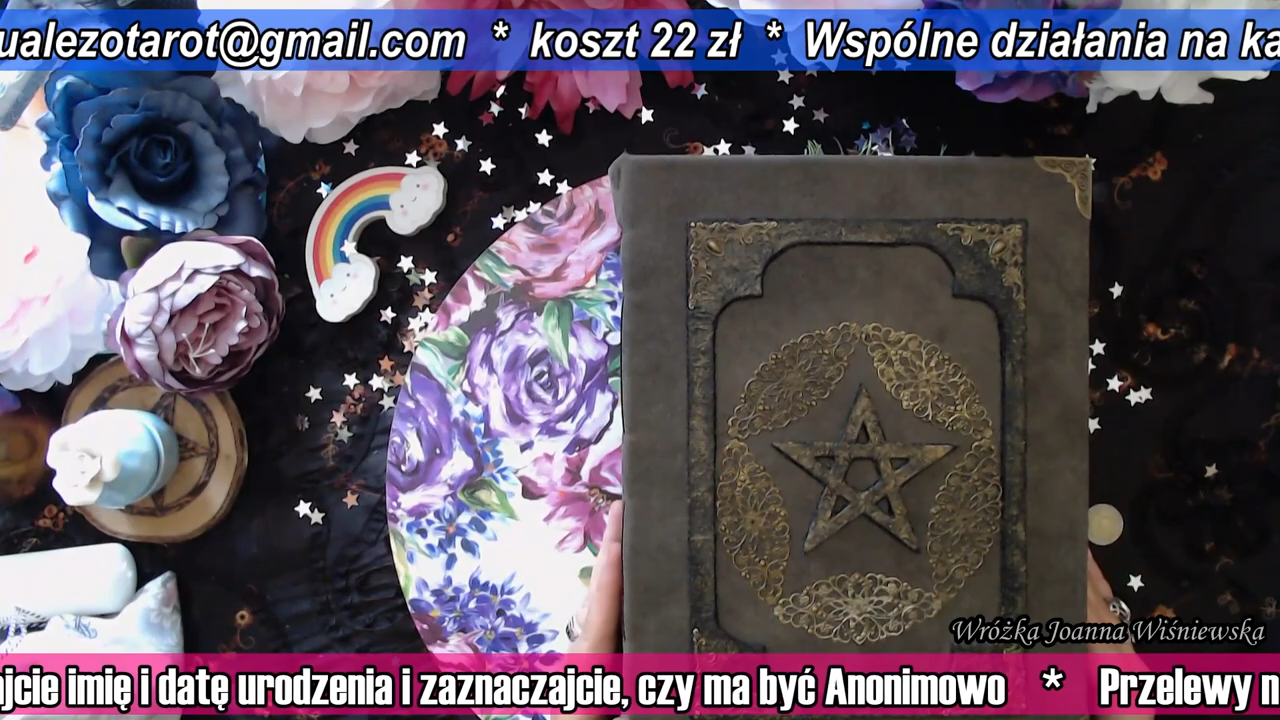 ualezotarot@gmail.com * koszt 22 zł * Wspólne działania na ka
Wróżka Joanna Wiśniewska
jcie imię i datę urodzenia i zaznaczajcie, czy ma być Anonimowo * Przelewy n